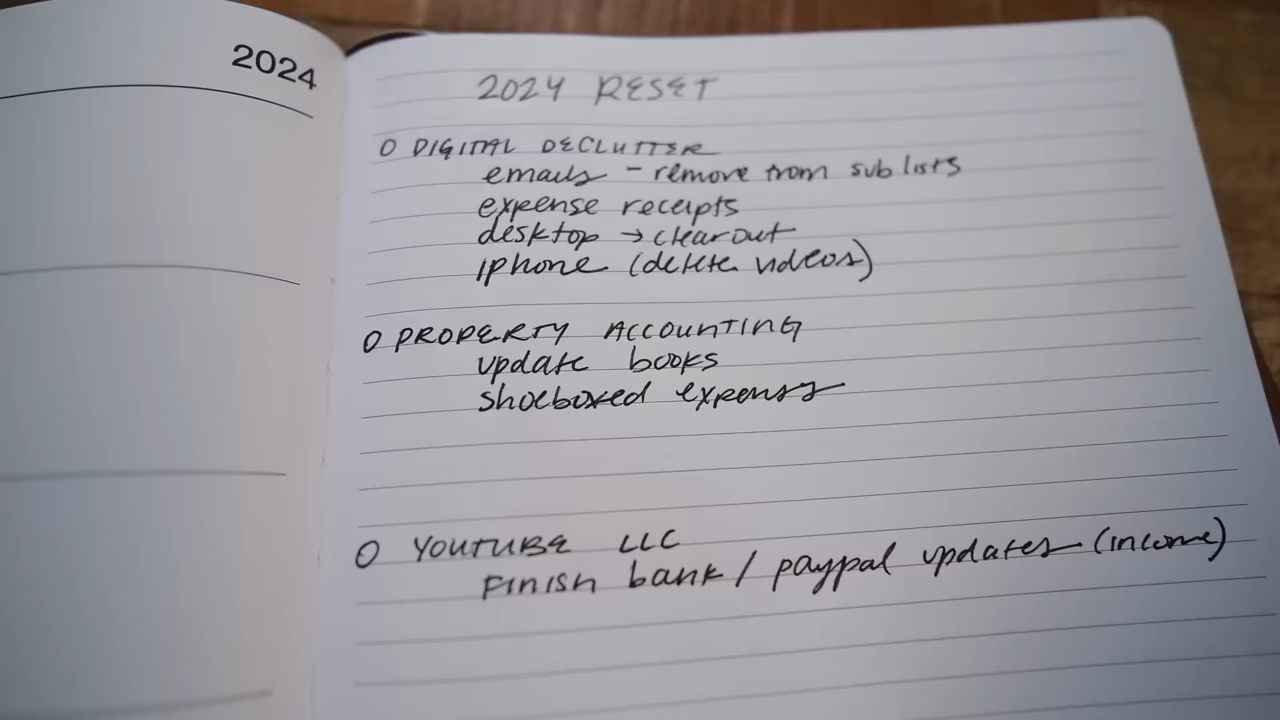 2024
2024 RESET
O DIGITAL DECLUTTER
emails - remove from sub lists
expense receipts
desktop → clear out
iphone (delete videos)
O PROPERTY ACCOUNTING
update books
shoeboxed expenses
O YOUTUBE LLC
FINISH bank / paypal updates (income)